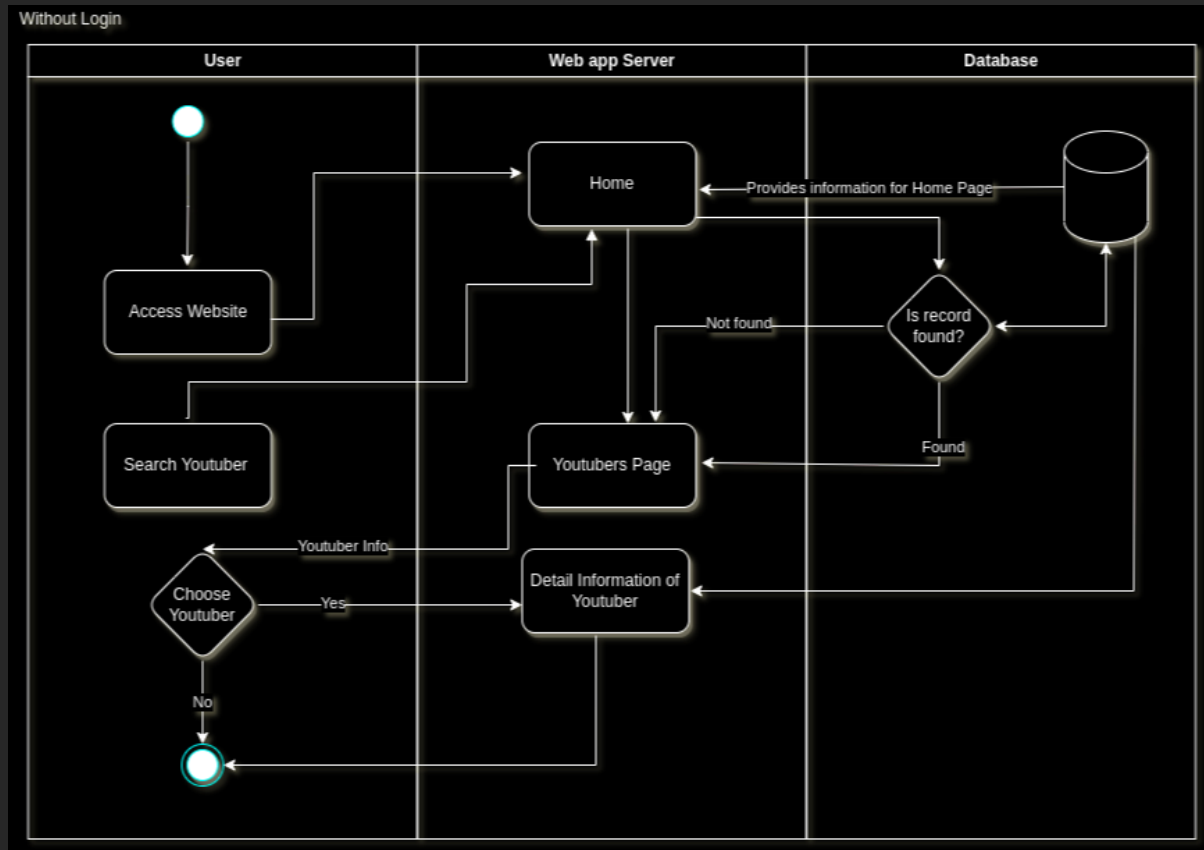 Without Login
User
Web app Server
Database
Home
Provides information for Home Page
Access Website
Is record
found?
Not found
Search Youtuber
Youtubers Page
Found
Youtuber Info
Choose
Youtuber
Yes
Detail Information of
Youtuber
No